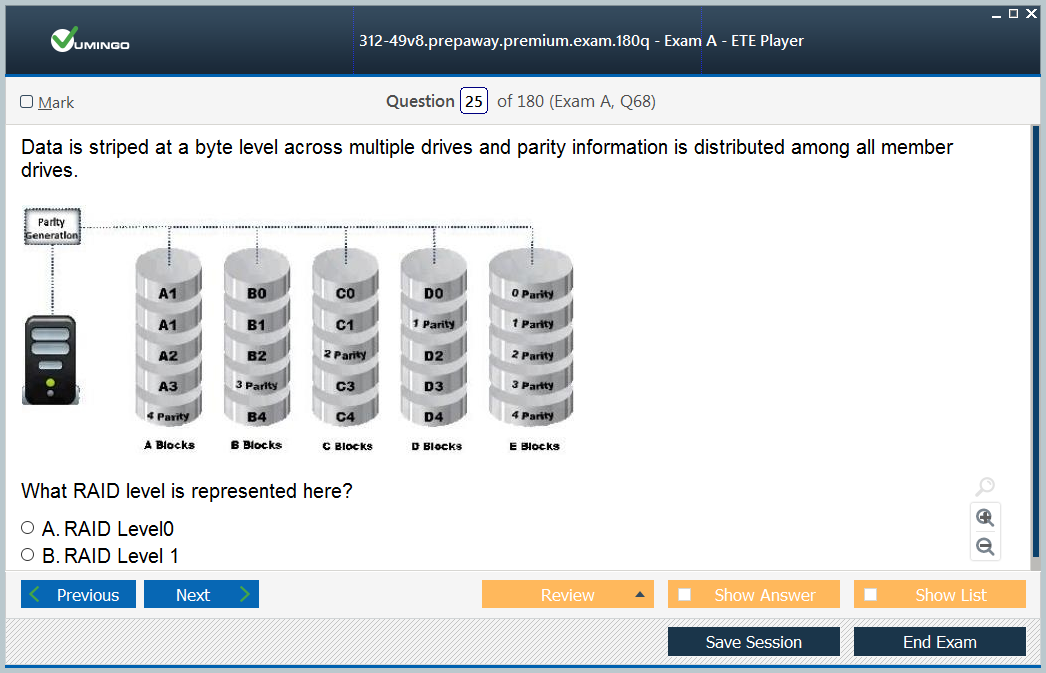 VUMINGO
312-49v8.prepaway.premium.exam.180q - Exam A - ETE Player
Mark
Question 25 of 180 (Exam A, Q68)
Data is striped at a byte level across multiple drives and parity information is distributed among all member
drives.
Parity
Generation
A1 B0 C0 D0 0 Parity
A1 B1 C1 1 Parity 1 Parity
A2 B2 2 Parity D2 2 Parity
A3 3 Parity C3 D3 3 Parity
4 Parity B4 C4 D4 4 Parity
A Blocks B Blocks C Blocks D Blocks E Blocks
What RAID level is represented here?
A. RAID Level0
B. RAID Level 1
Previous Next Review Show Answer Show List
Save Session End Exam